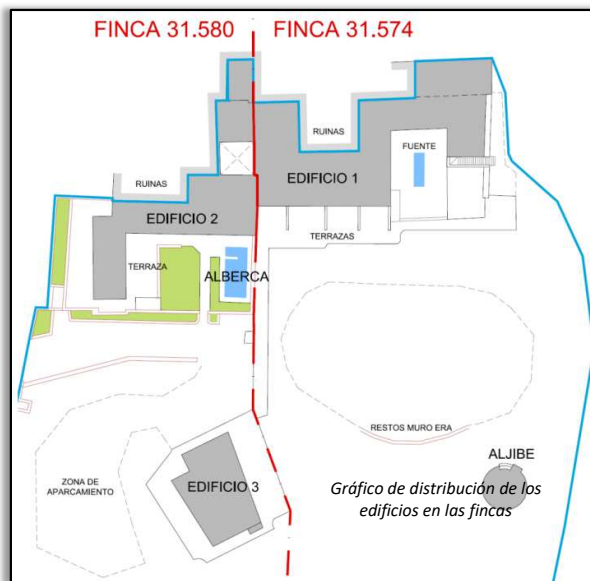 FINCA 31.580
FINCA 31.574
RUINAS
FUENTE
EDIFICIO 1
RUINAS
EDIFICIO 2
TERRAZAS
TERRAZA
ALBERCA
RESTOS MURO ERA
ALJIBE
ZONA DE
APARCAMIENTO
EDIFICIO 3
Gráfico de distribución de los
edificios en las fincas